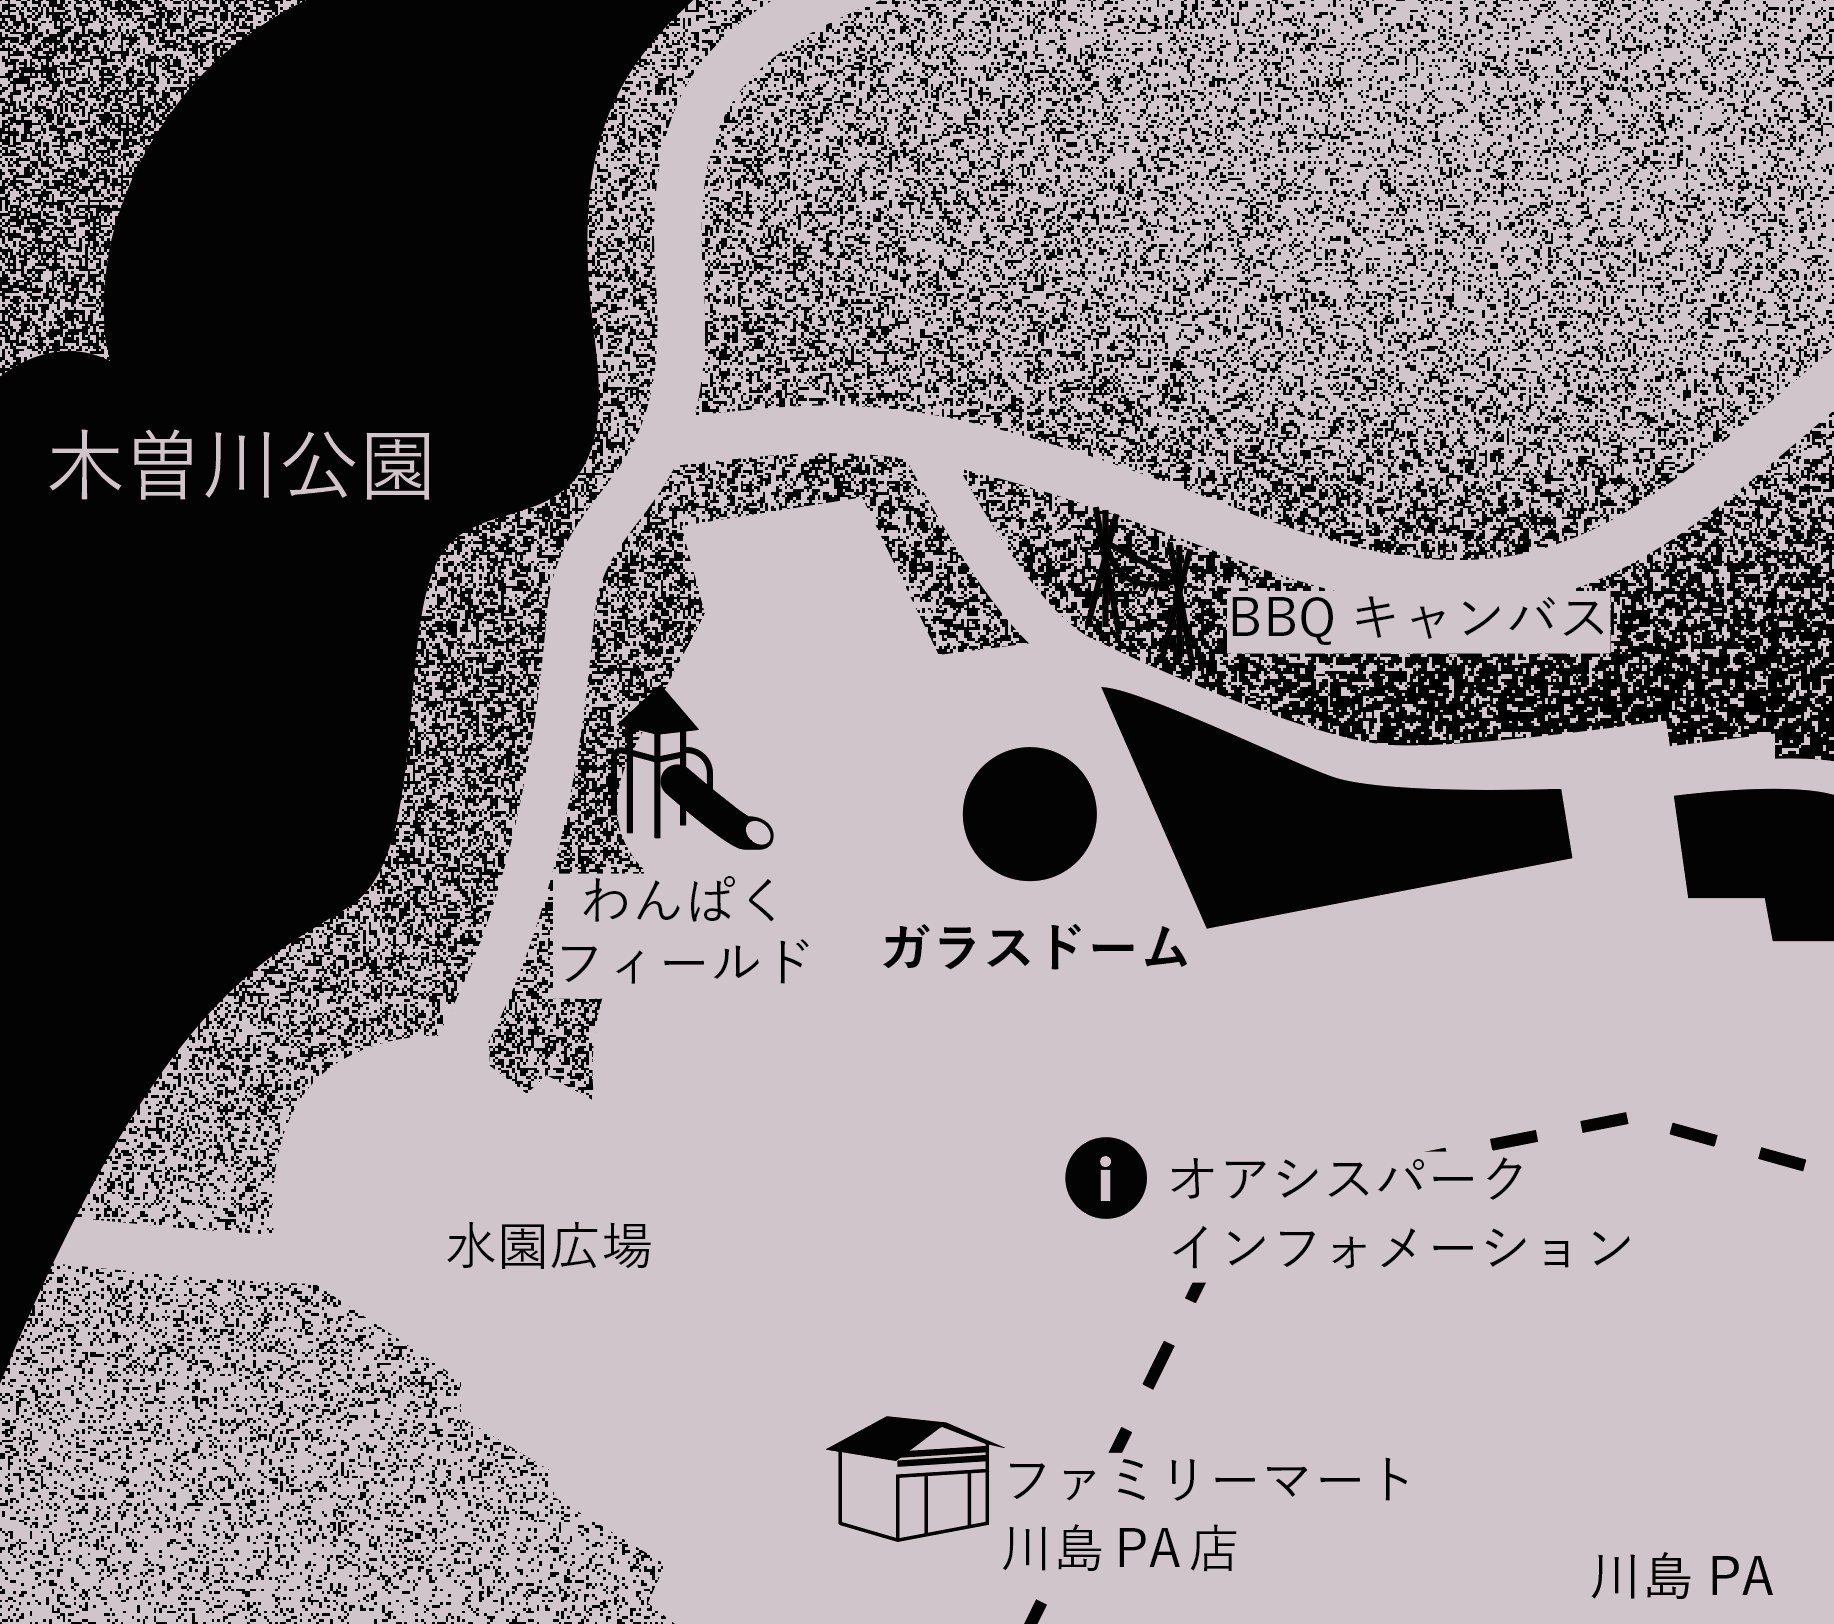 木曽川公園
BBQ キャンバス
わんぱく
フィールド
ガラスドーム
i オアシスパーク
インフォメーション
水園広場
ファミリーマート
川島 PA 店
川島 PA